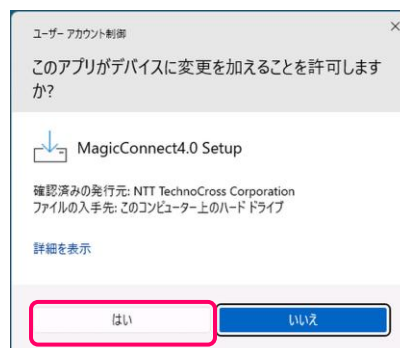 ユーザー アカウント制御
このアプリがデバイスに変更を加えることを許可します
か?
MagicConnect4.0 Setup
確認済みの発行元: NTT TechnoCross Corporation
ファイルの入手先: このコンピューター上のハード ドライブ
詳細を表示
はい
いいえ